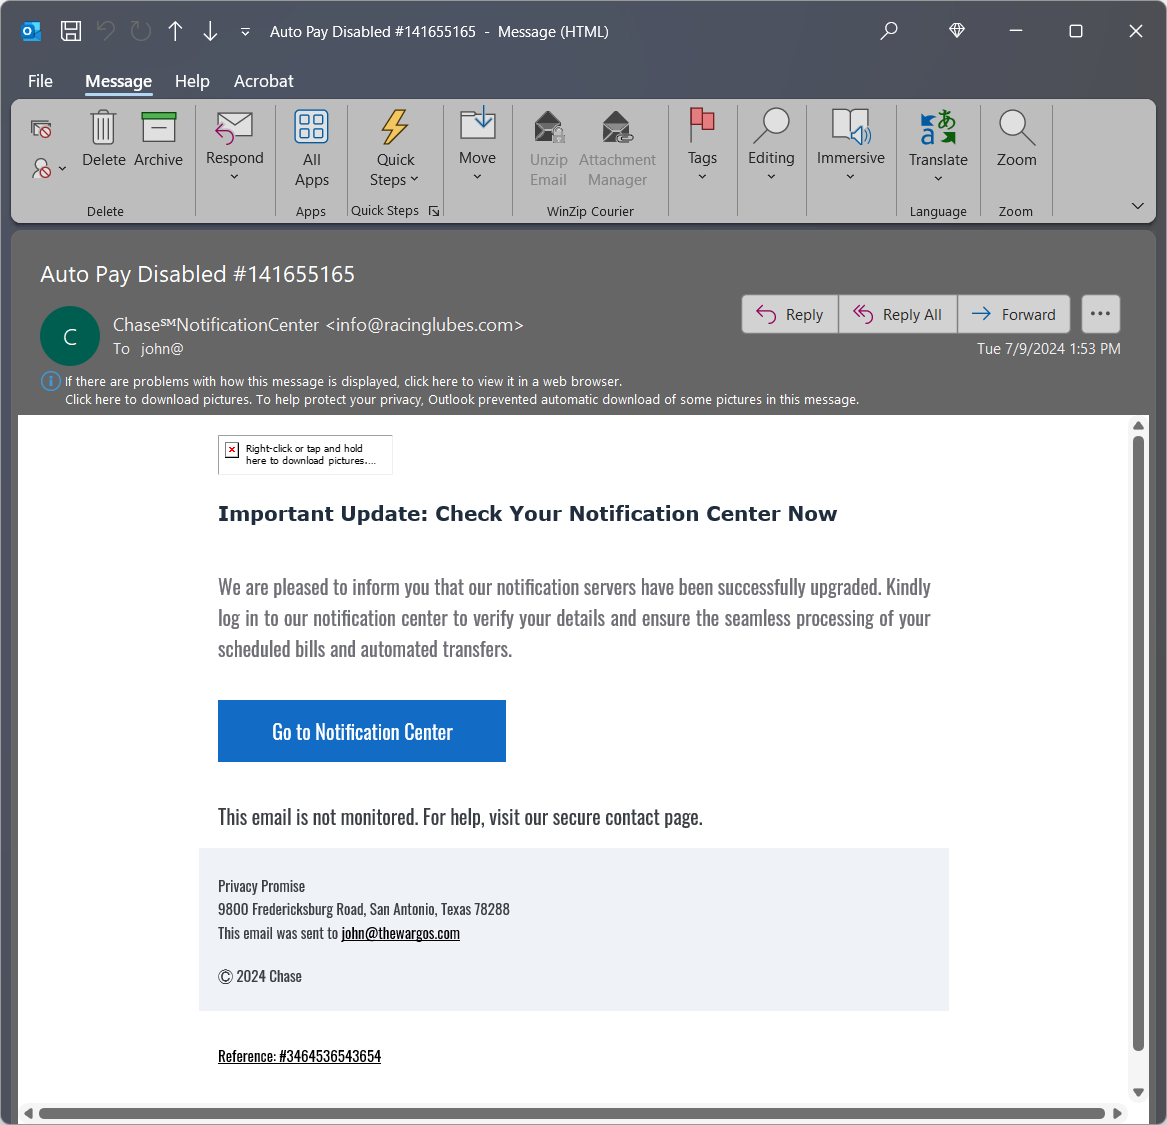 Auto Pay Disabled #141655165 - Message (HTML)
File Message Help Acrobat
Delete Archive
Delete
Respond
All
Apps
Apps
Quick
Steps
Quick Steps
Move
Unzip
Email
Attachment
Manager
WinZip Courier
Tags
Editing
Immersive
Translate
Language
Zoom
Zoom
Auto Pay Disabled #141655165
C
Chase℠NotificationCenter <info@racinglubes.com>
To john@
Reply
Reply All
Forward
Tue 7/9/2024 1:53 PM
If there are problems with how this message is displayed, click here to view it in a web browser.
Click here to download pictures. To help protect your privacy, Outlook prevented automatic download of some pictures in this message.
Right-click or tap and hold
here to download pictures....
Important Update: Check Your Notification Center Now
We are pleased to inform you that our notification servers have been successfully upgraded. Kindly
log in to our notification center to verify your details and ensure the seamless processing of your
scheduled bills and automated transfers.
Go to Notification Center
This email is not monitored. For help, visit our secure contact page.
Privacy Promise
9800 Fredericksburg Road, San Antonio, Texas 78288
This email was sent to john@thewargos.com
© 2024 Chase
Reference: #3464536543654